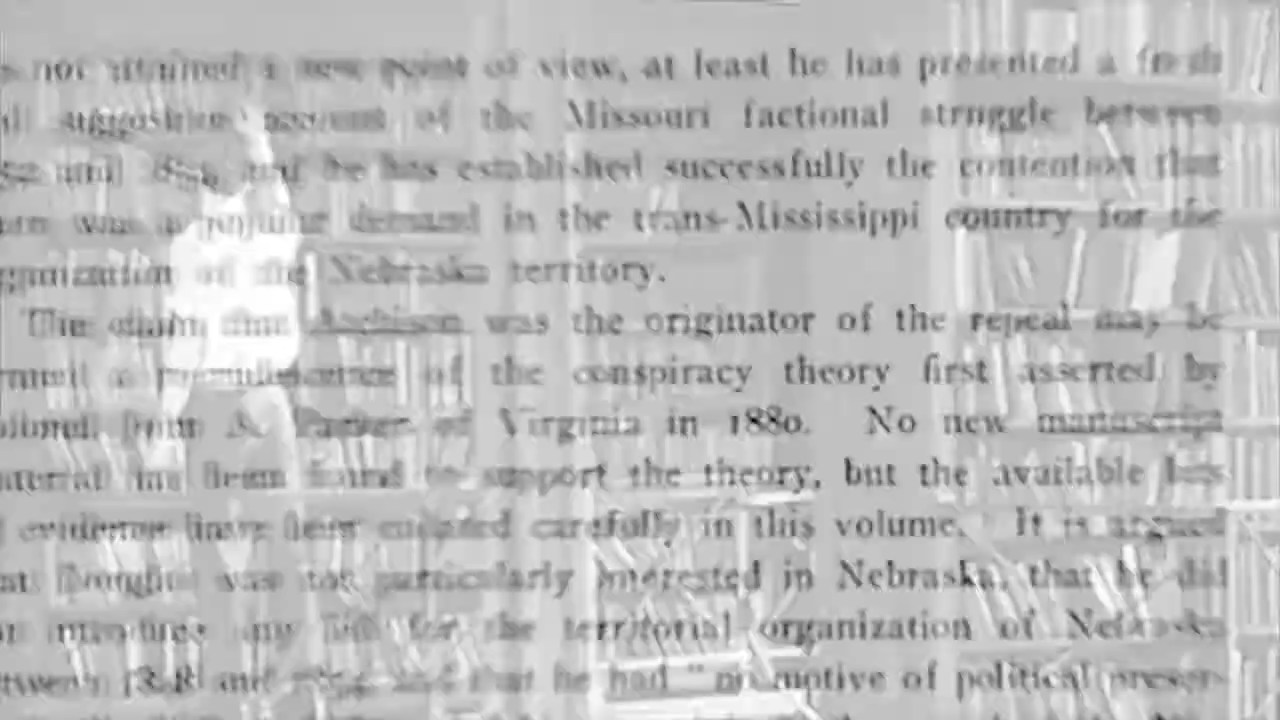 not attained a new point of view, at least he has presented a fresh
suggestive account of the Missouri factional struggle between
and he has established successfully the contention that
was a popular demand in the trans-Mississippi country for the
of the Nebraska territory.
The claim that Atchison was the originator of the repeal may be
a of the conspiracy theory first asserted by
of Virginia in 1880. No new manuscript
has been found to support the theory, but the available
evidence have been collated carefully in this volume. It is argued
Douglas was not particularly interested in Nebraska, that he did
introduce any bill for the territorial organization of Nebraska
and that he had "no motive of political